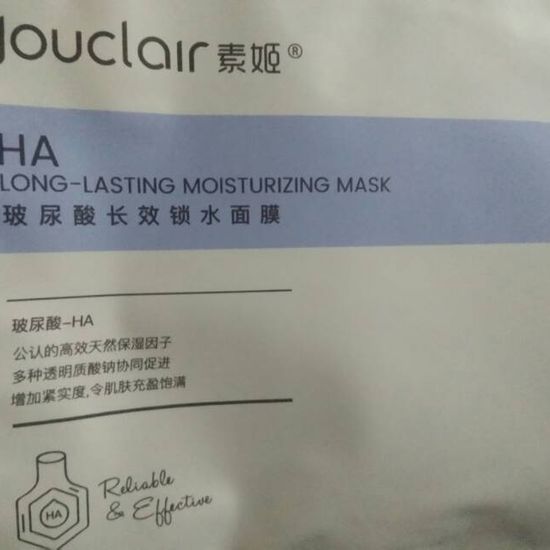 Jouclair 素姬®
HA
LONG-LASTING MOISTURIZING MASK
玻尿酸长效锁水面膜
玻尿酸-HA
公认的高效天然保湿因子
多种透明质酸钠协同促进
增加紧实度,令肌肤充盈饱满
HA
Reliable
& Effective